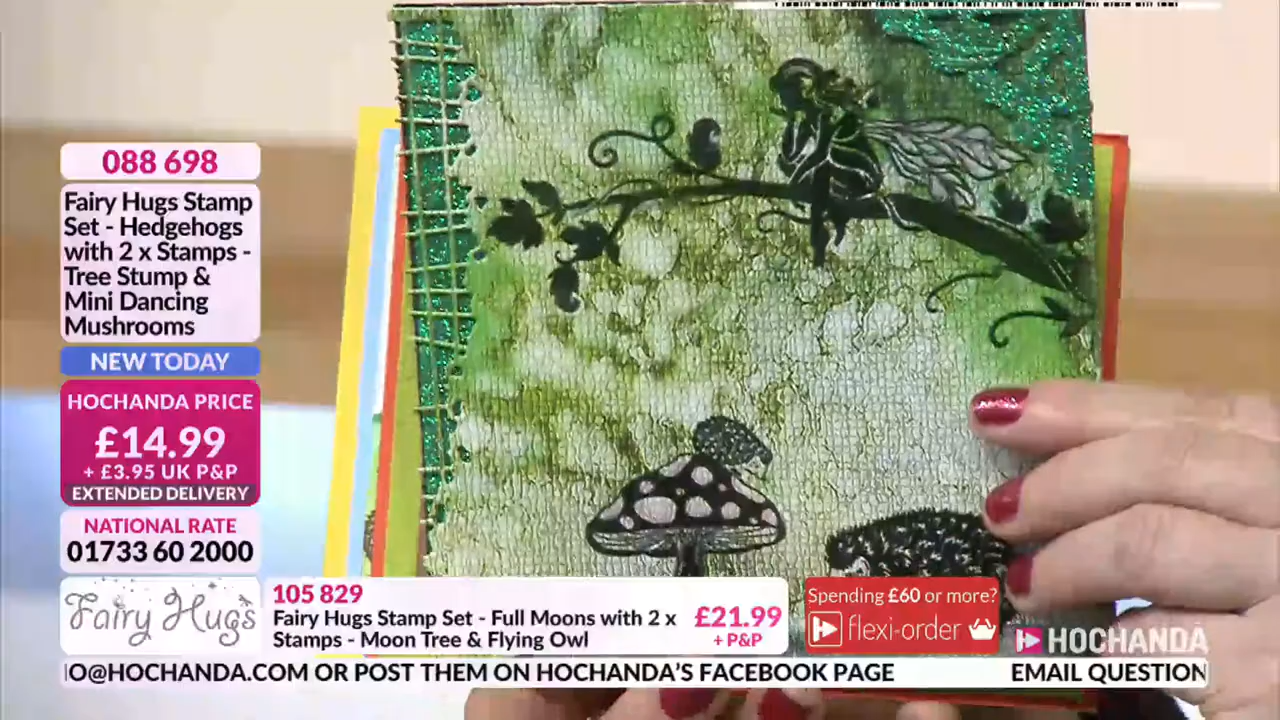 088 698
Fairy Hugs Stamp
Set - Hedgehogs
with 2 x Stamps -
Tree Stump &
Mini Dancing
Mushrooms
NEW TODAY
HOCHANDA PRICE
£14.99
+ £3.95 UK P&P
EXTENDED DELIVERY
NATIONAL RATE
01733 60 2000
Fairy Hugs
105 829
Fairy Hugs Stamp Set - Full Moons with 2 x
Stamps - Moon Tree & Flying Owl
£21.99
+ P&P
Spending £60 or more?
flexi-order
HOCHANDA
O@HOCHANDA.COM OR POST THEM ON HOCHANDA'S FACEBOOK PAGE
EMAIL QUESTION